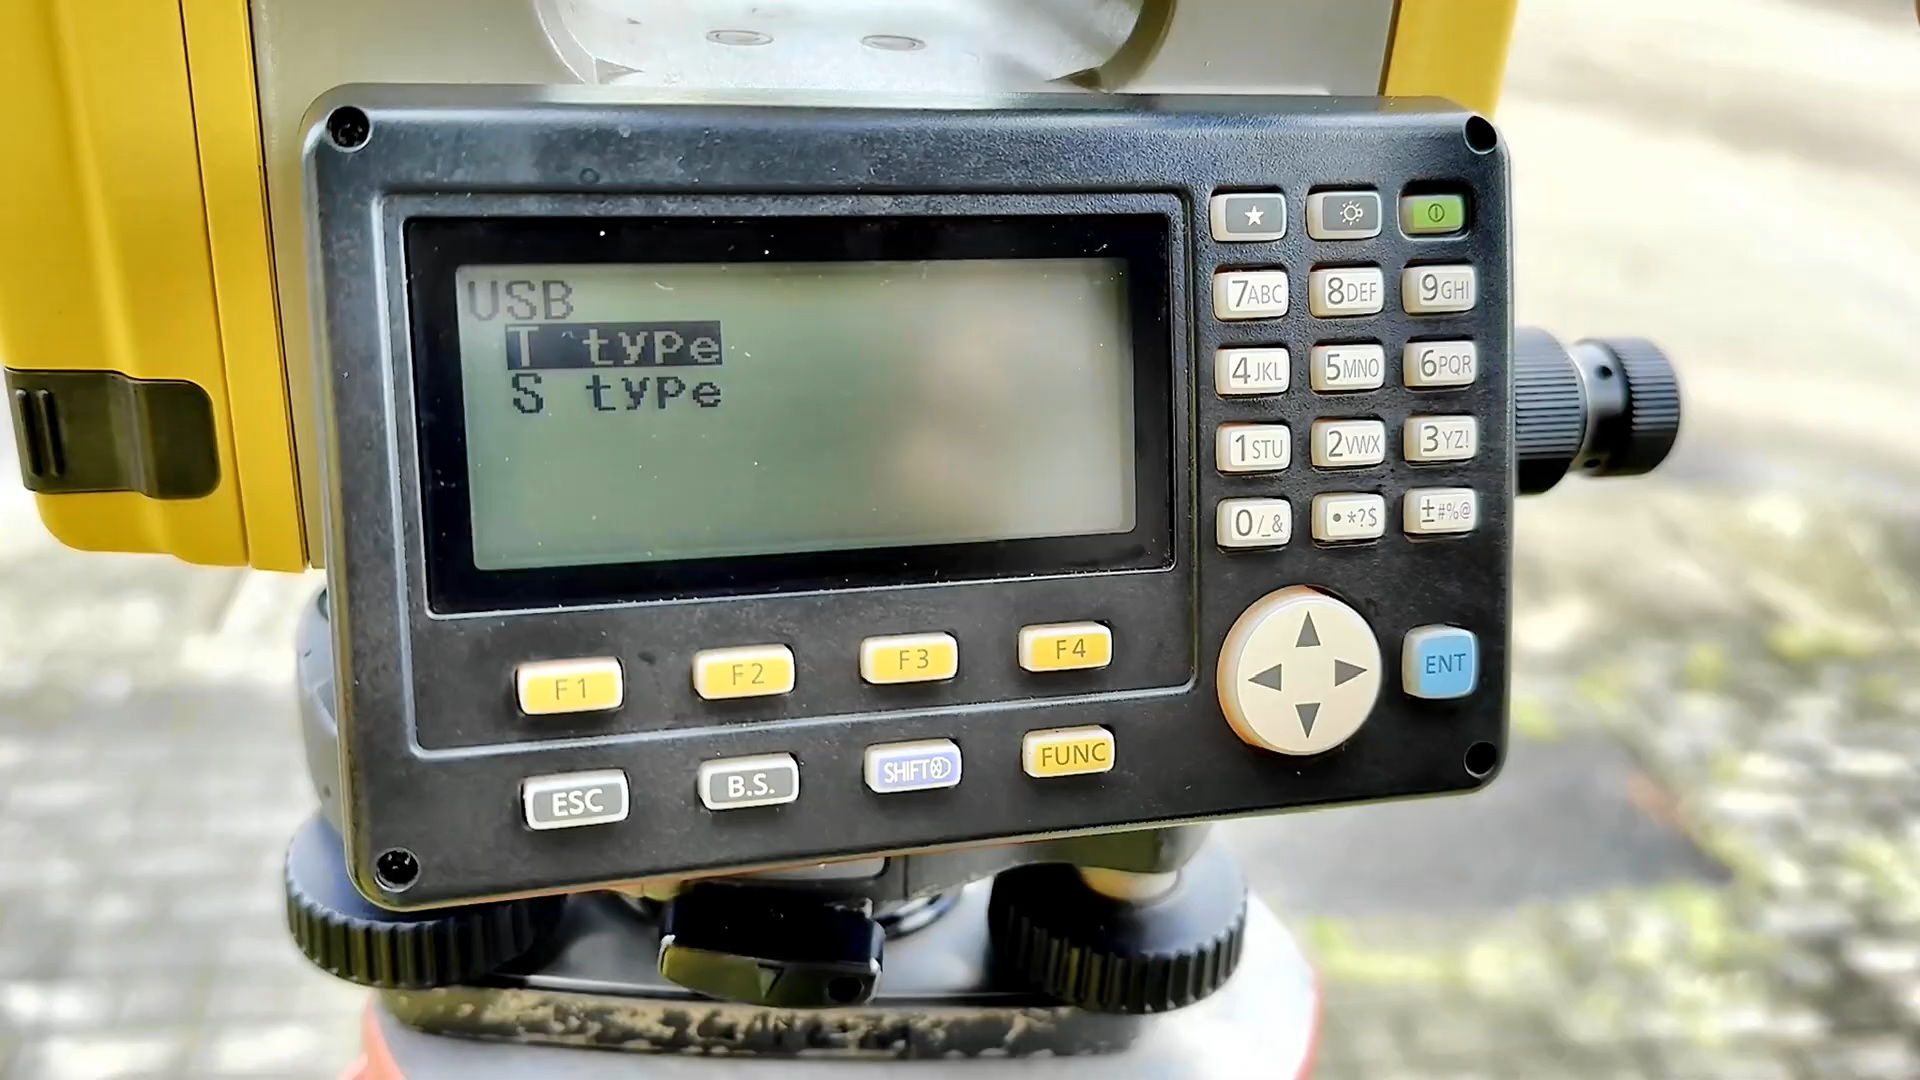 USB
T type
S type
★
7ABC 8DEF 9GHI
4JKL 5MNO 6PQR
1STU 2VWX 3YZ!
0/_& •*?$ ±#%@
F1 F2 F3 F4
ENT
ESC B.S. SHIFT FUNC